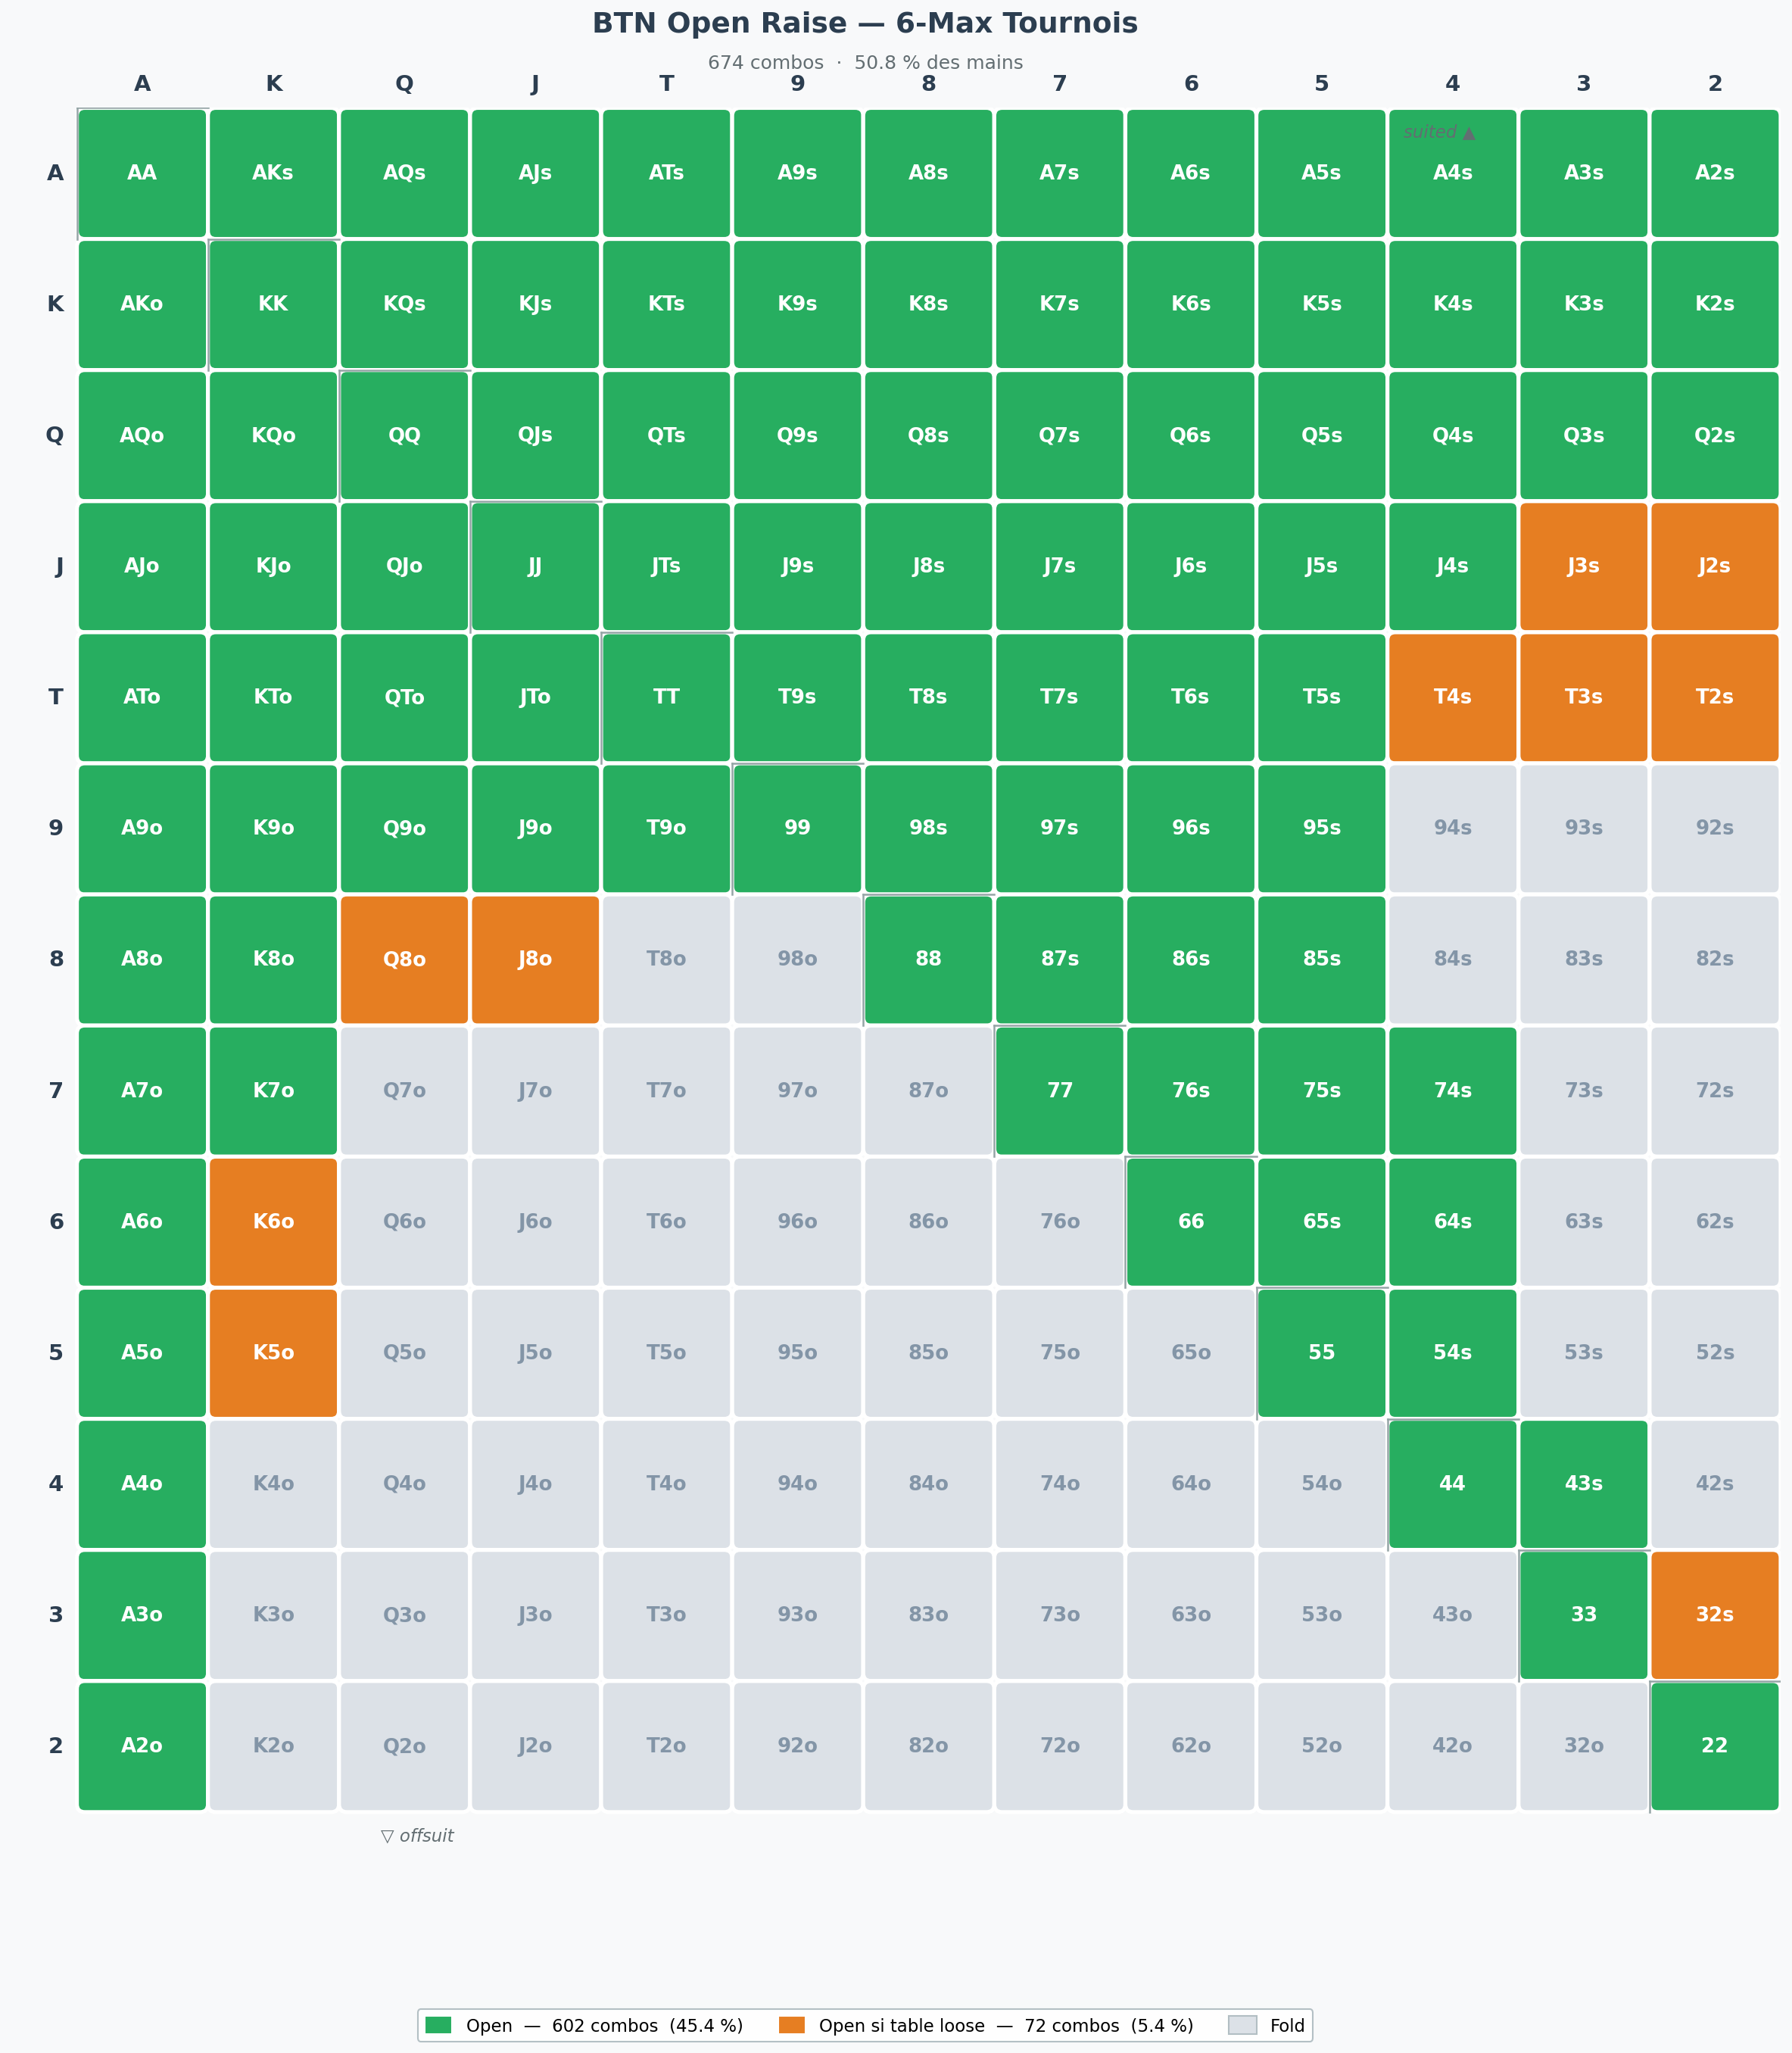 BTN Open Raise — 6-Max Tournois
674 combos · 50.8 % des mains
A K Q J T 9 8 7 6 5 4 3 2
suited ▲
A AA AKs AQs AJs ATs A9s A8s A7s A6s A5s A4s A3s A2s
K AKo KK KQs KJs KTs K9s K8s K7s K6s K5s K4s K3s K2s
Q AQo KQo QQ QJs QTs Q9s Q8s Q7s Q6s Q5s Q4s Q3s Q2s
J AJo KJo QJo JJ JTs J9s J8s J7s J6s J5s J4s J3s J2s
T ATo KTo QTo JTo TT T9s T8s T7s T6s T5s T4s T3s T2s
9 A9o K9o Q9o J9o T9o 99 98s 97s 96s 95s 94s 93s 92s
8 A8o K8o Q8o J8o T8o 98o 88 87s 86s 85s 84s 83s 82s
7 A7o K7o Q7o J7o T7o 97o 87o 77 76s 75s 74s 73s 72s
6 A6o K6o Q6o J6o T6o 96o 86o 76o 66 65s 64s 63s 62s
5 A5o K5o Q5o J5o T5o 95o 85o 75o 65o 55 54s 53s 52s
4 A4o K4o Q4o J4o T4o 94o 84o 74o 64o 54o 44 43s 42s
3 A3o K3o Q3o J3o T3o 93o 83o 73o 63o 53o 43o 33 32s
2 A2o K2o Q2o J2o T2o 92o 82o 72o 62o 52o 42o 32o 22
▽ offsuit
Open — 602 combos (45.4 %) Open si table loose — 72 combos (5.4 %) Fold